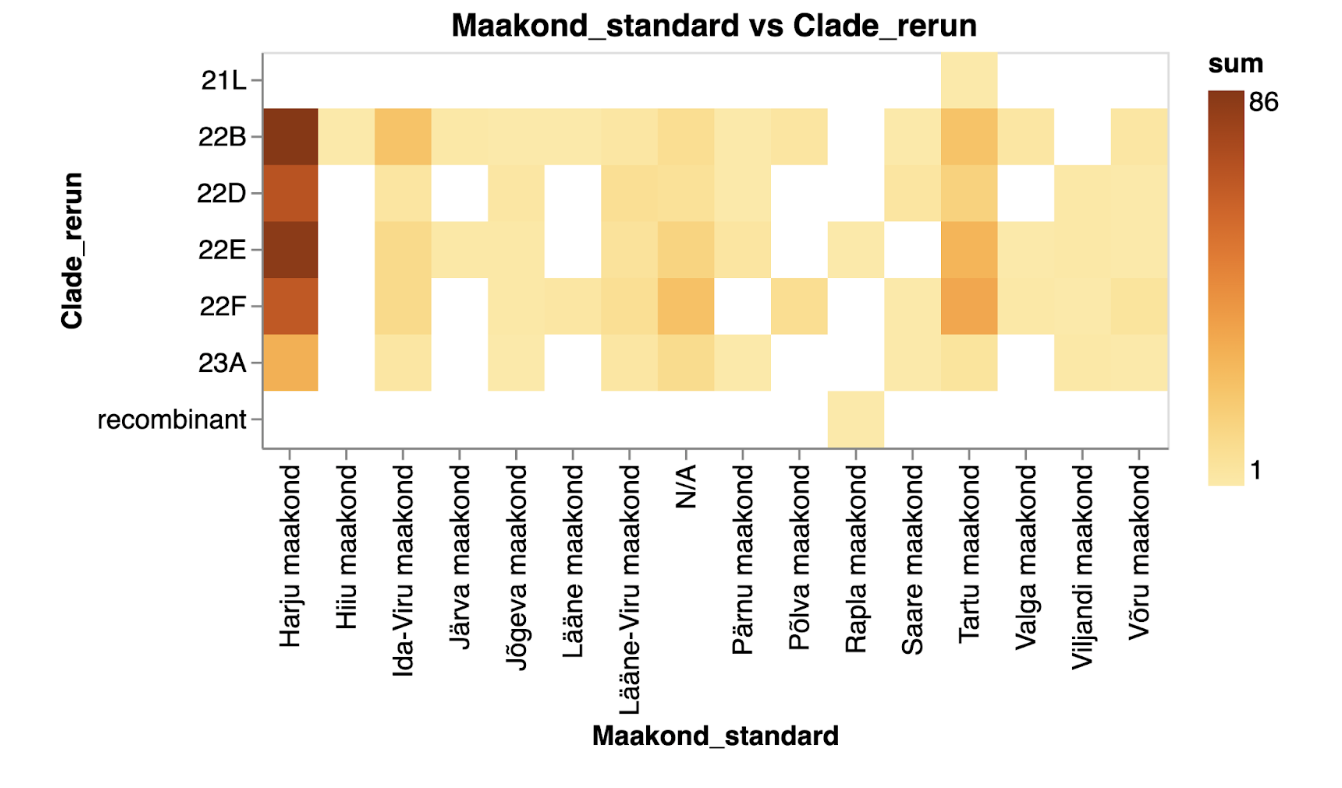 Maakond_standard vs Clade_rerun
sum
86
1
Clade_rerun
21L
22B
22D
22E
22F
23A
recombinant
Harju maakond
Hiiu maakond
Ida-Viru maakond
Järva maakond
Jõgeva maakond
Lääne maakond
Lääne-Viru maakond
N/A
Pärnu maakond
Põlva maakond
Rapla maakond
Saare maakond
Tartu maakond
Valga maakond
Viljandi maakond
Võru maakond
Maakond_standard